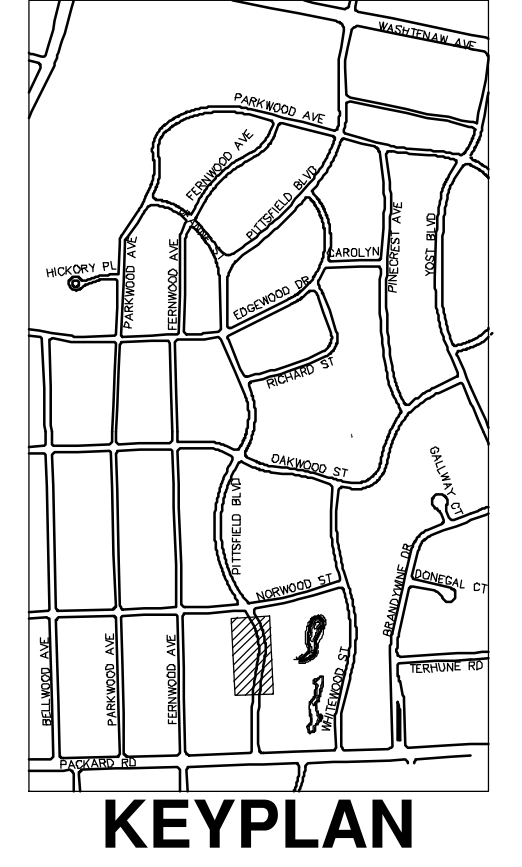 WASHTENAW AVE
PARKWOOD AVE
FERNWOOD AVE
PITTSFIELD BLVD
PINECREST AVE
YOST BLVD
CAROLYN
HICKORY PL
PARKWOOD AVE
FERNWOOD AVE
EDGEWOOD DR
RICHARD ST
OAKWOOD ST
GALLWAY CT
PITTSFIELD BLVD
BRANDYWINE DR
DONEGAL CT
NORWOOD ST
BELLWOOD AVE
PARKWOOD AVE
FERNWOOD AVE
WHITEWOOD ST
TERHUNE RD
PACKARD RD
KEYPLAN